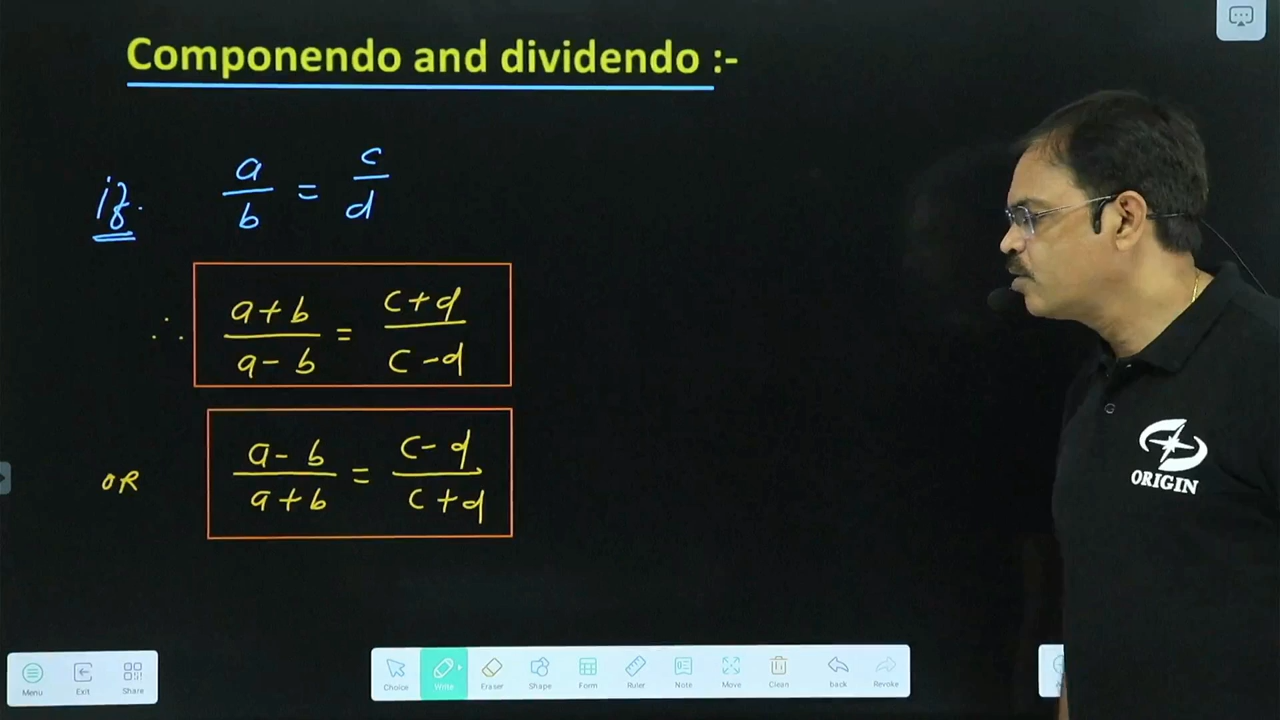 Componendo and dividendo :-
if. a/b = c/d
∴ (a+b)/(a-b) = (c+d)/(c-d)
OR (a-b)/(a+b) = (c-d)/(c+d)
ORIGIN
Menu Exit Share Choice Write Eraser Shape Form Ruler Note Move Clean back Revoke